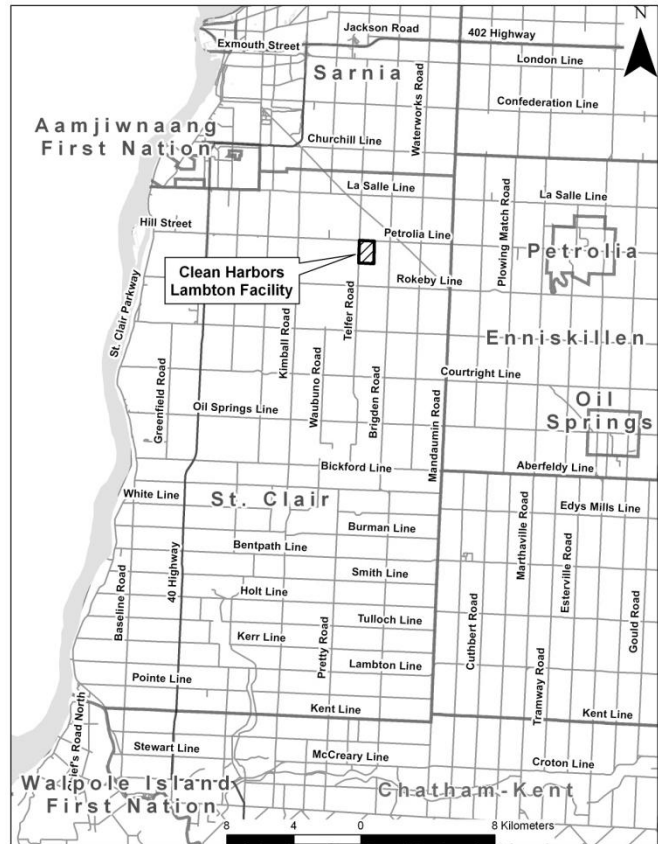 N
Jackson Road
402 Highway
Exmouth Street
London Line
Sarnia
Waterworks Road
Confederation Line
Aamjiwnaang
First Nation
Churchill Line
La Salle Line
La Salle Line
Plowing Match Road
Hill Street
Petrolia Line
Petrolia
Clean Harbors
Lambton Facility
Rokeby Line
St. Clair Parkway
Telfer Road
Kimball Road
Enniskillen
Waubuno Road
Greenfield Road
Courtright Line
Brigden Road
Mandaumin Road
Oil
Springs
Oil Springs Line
Bickford Line
Aberfeldy Line
White Line
St. Clair
Edys Mills Line
Burman Line
Marthaville Road
Esterville Road
Bentpath Line
40 Highway
Smith Line
Baseline Road
Holt Line
Gould Road
Tulloch Line
Cuthbert Road
Pretty Road
Kerr Line
Lambton Line
Tramway Road
Pointe Line
Kent Line
Kent Line
Road North
Stewart Line
McCreary Line
Croton Line
Walpole Island
First Nation
Chatham-Kent
8 4 0 8 Kilometers